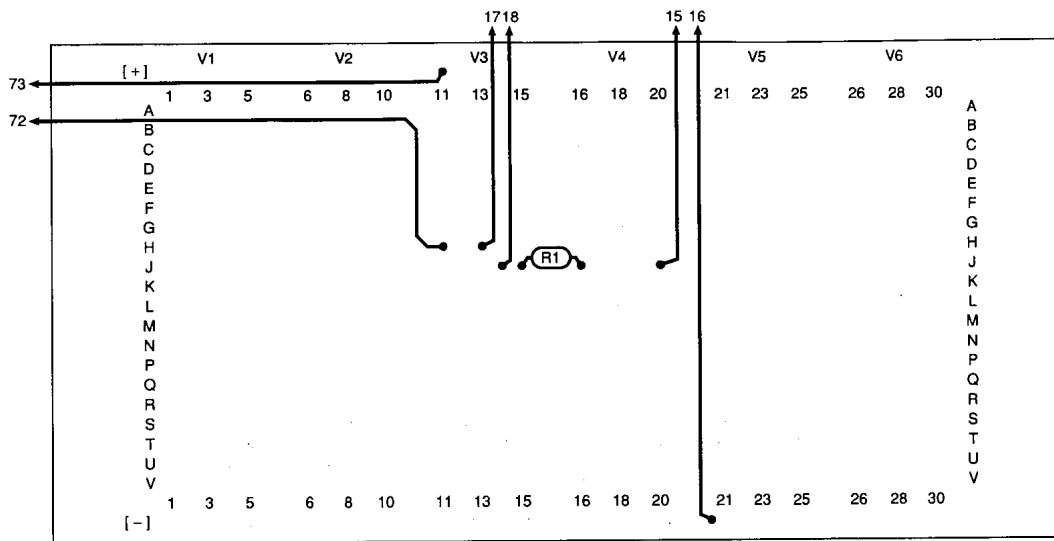 17 18 15 16
V1 V2 V3 V4 V5 V6
[+]
73
1 3 5 6 8 10 11 13 15 16 18 20 21 23 25 26 28 30
A A
72 B B
C C
D D
E E
F F
G G
H H
J R1 J
K K
L L
M M
N N
P P
Q Q
R R
S S
T T
U U
V V
1 3 5 6 8 10 11 13 15 16 18 20 21 23 25 26 28 30
[−]